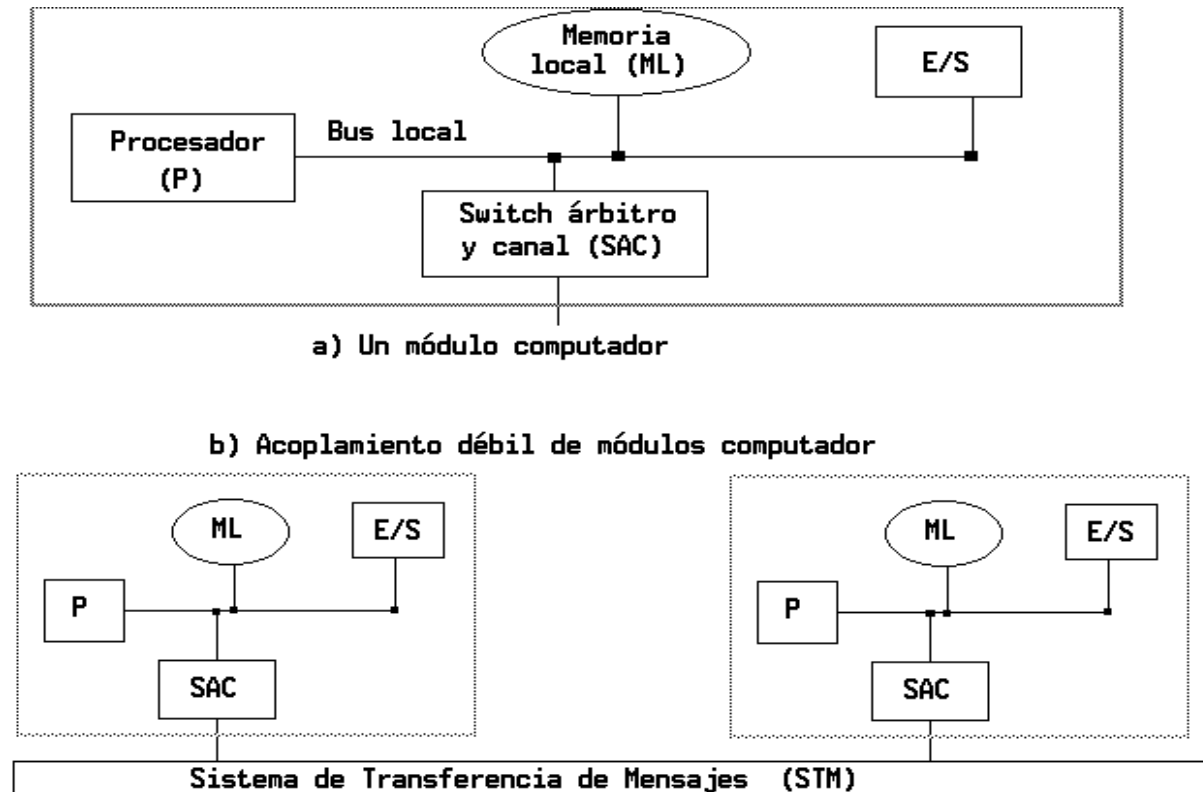 Memoria
local (ML)
E/S
Procesador
(P)
Bus local
Switch árbitro
y canal (SAC)
a) Un módulo computador
b) Acoplamiento débil de módulos computador
ML
E/S
P
SAC
ML
E/S
P
SAC
Sistema de Transferencia de Mensajes (STM)